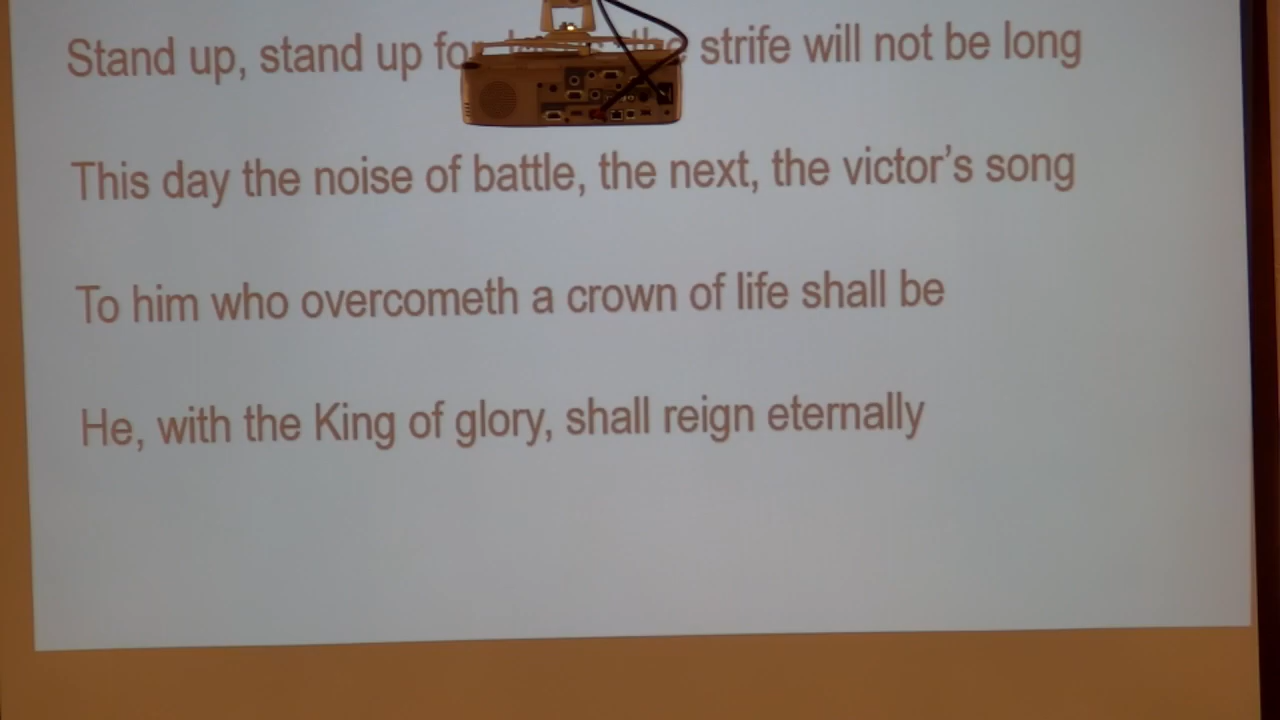 Stand up, stand up for the strife will not be long
This day the noise of battle, the next, the victor’s song
To him who overcometh a crown of life shall be
He, with the King of glory, shall reign eternally